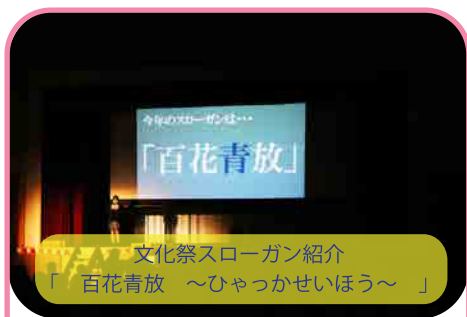 今年のスローガンは・・・
「百花青放」
文化祭スローガン紹介
「　百花青放　～ひゃっかせいほう～　」